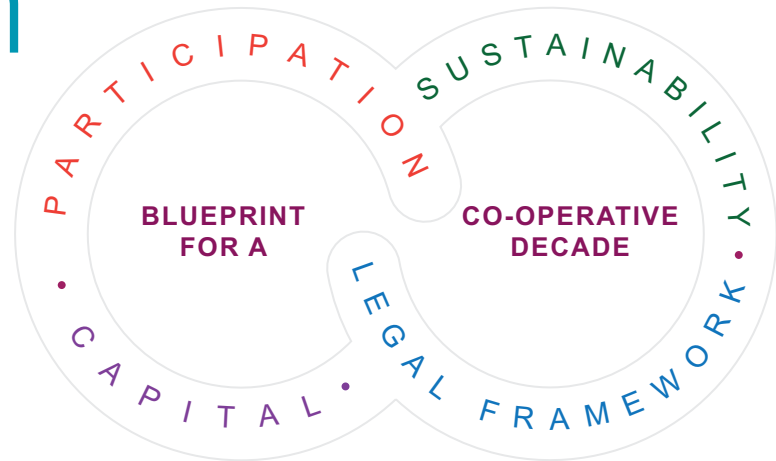 PARTICIPATION
SUSTAINABILITY
BLUEPRINT
FOR A
CO-OPERATIVE
DECADE
• CAPITAL •
LEGAL FRAMEWORK •